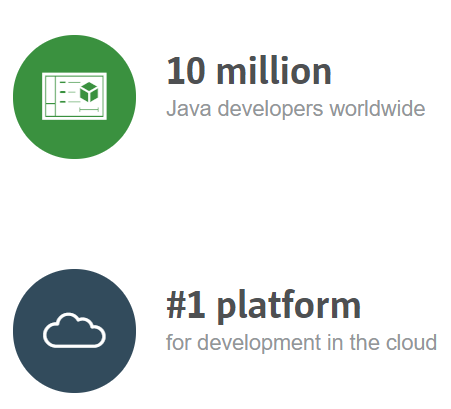 10 million
Java developers worldwide
#1 platform
for development in the cloud